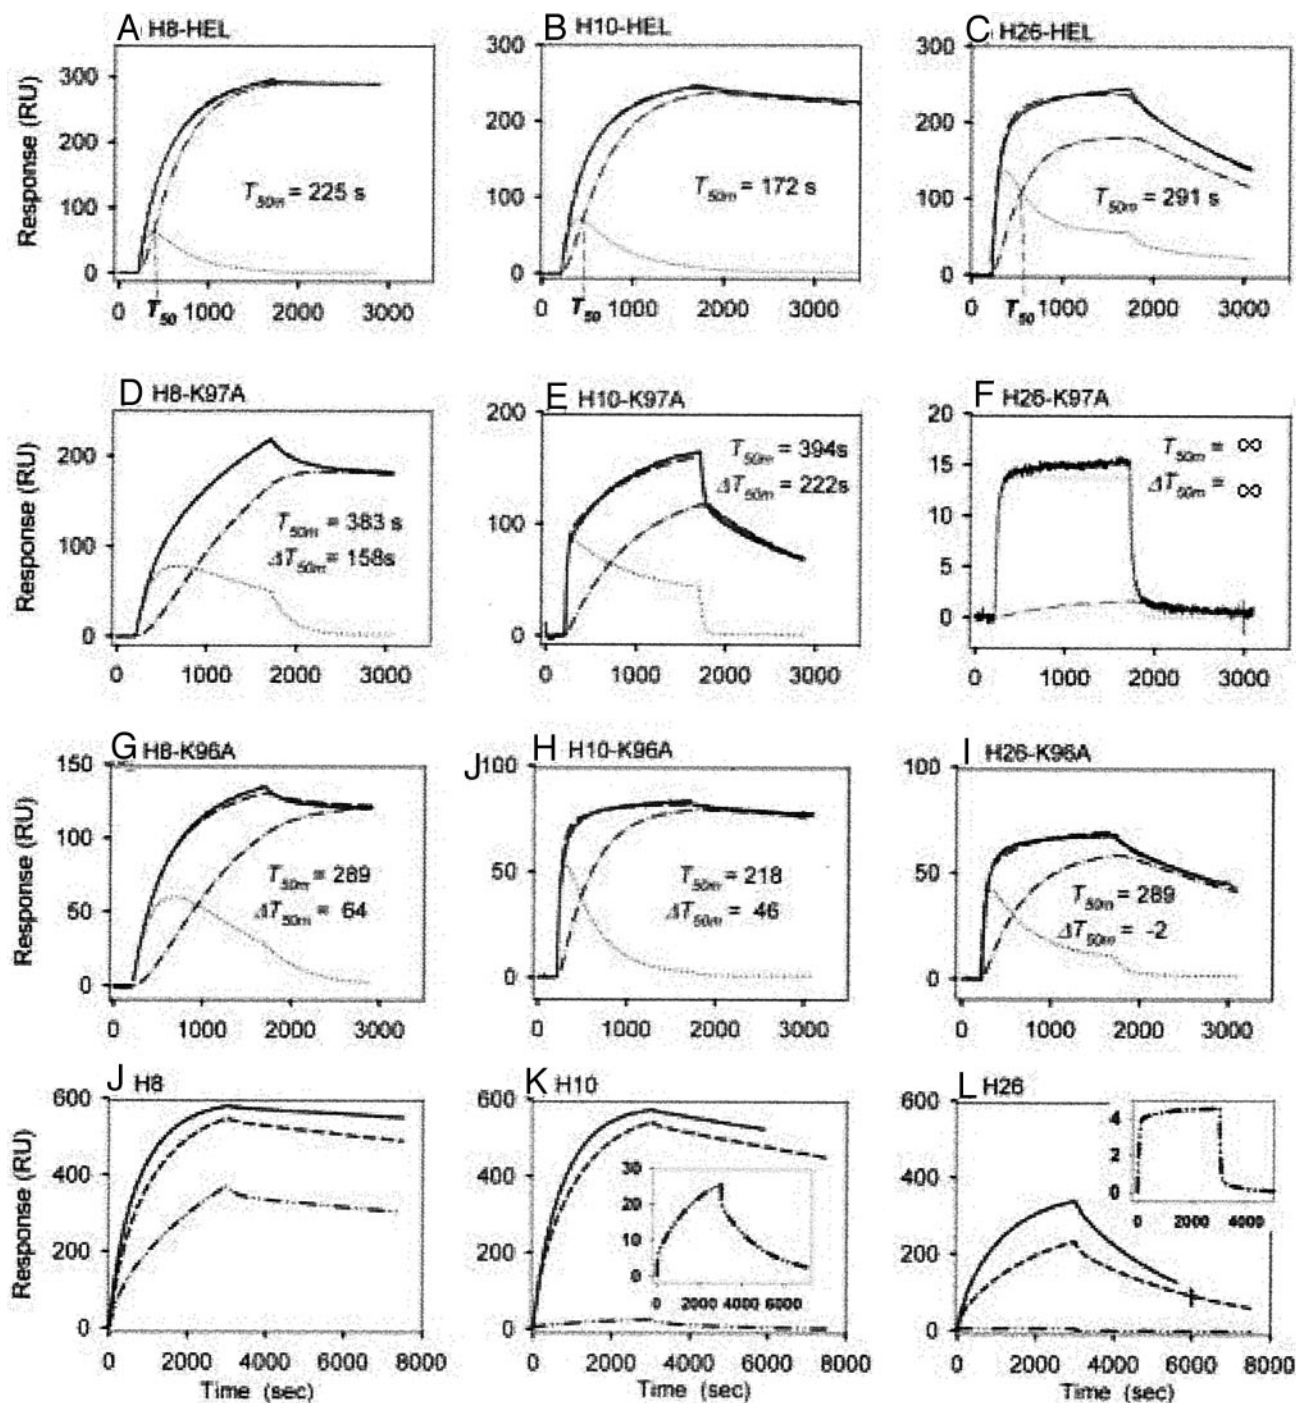 A H8-HEL
B H10-HEL
C H26-HEL
Response (RU)
300
200
100
0
T50m = 225 s
0 T50 1000 2000 3000
300
200
100
0
T50m = 172 s
0 T50 1000 2000 3000
300
200
100
0
T50m = 291 s
0 T50 1000 2000 3000
D H8-K97A
E H10-K97A
F H26-K97A
Response (RU)
200
100
0
T50m = 383 s
ΔT50m = 158s
0 1000 2000 3000
200
100
0
T50m = 394s
ΔT50m = 222s
0 1000 2000 3000
20
15
10
5
0
T50m = ∞
ΔT50m = ∞
0 1000 2000 3000
G H8-K96A
J H H10-K96A
I H26-K96A
Response (RU)
150
100
50
0
T50m = 289
ΔT50m = 64
0 1000 2000 3000
100
50
0
T50m = 218
ΔT50m = 46
0 1000 2000 3000
100
50
0
T50m = 289
ΔT50m = -2
0 1000 2000 3000
J H8
K H10
L H26
Response (RU)
600
400
200
0
0 2000 4000 6000 8000
Time (sec)
600
400
200
0
30
20
10
0
0 2000 4000 6000
0 2000 4000 6000 8000
Time (sec)
600
400
200
0
4
2
0
0 2000 4000
0 2000 4000 6000 8000
Time (sec)